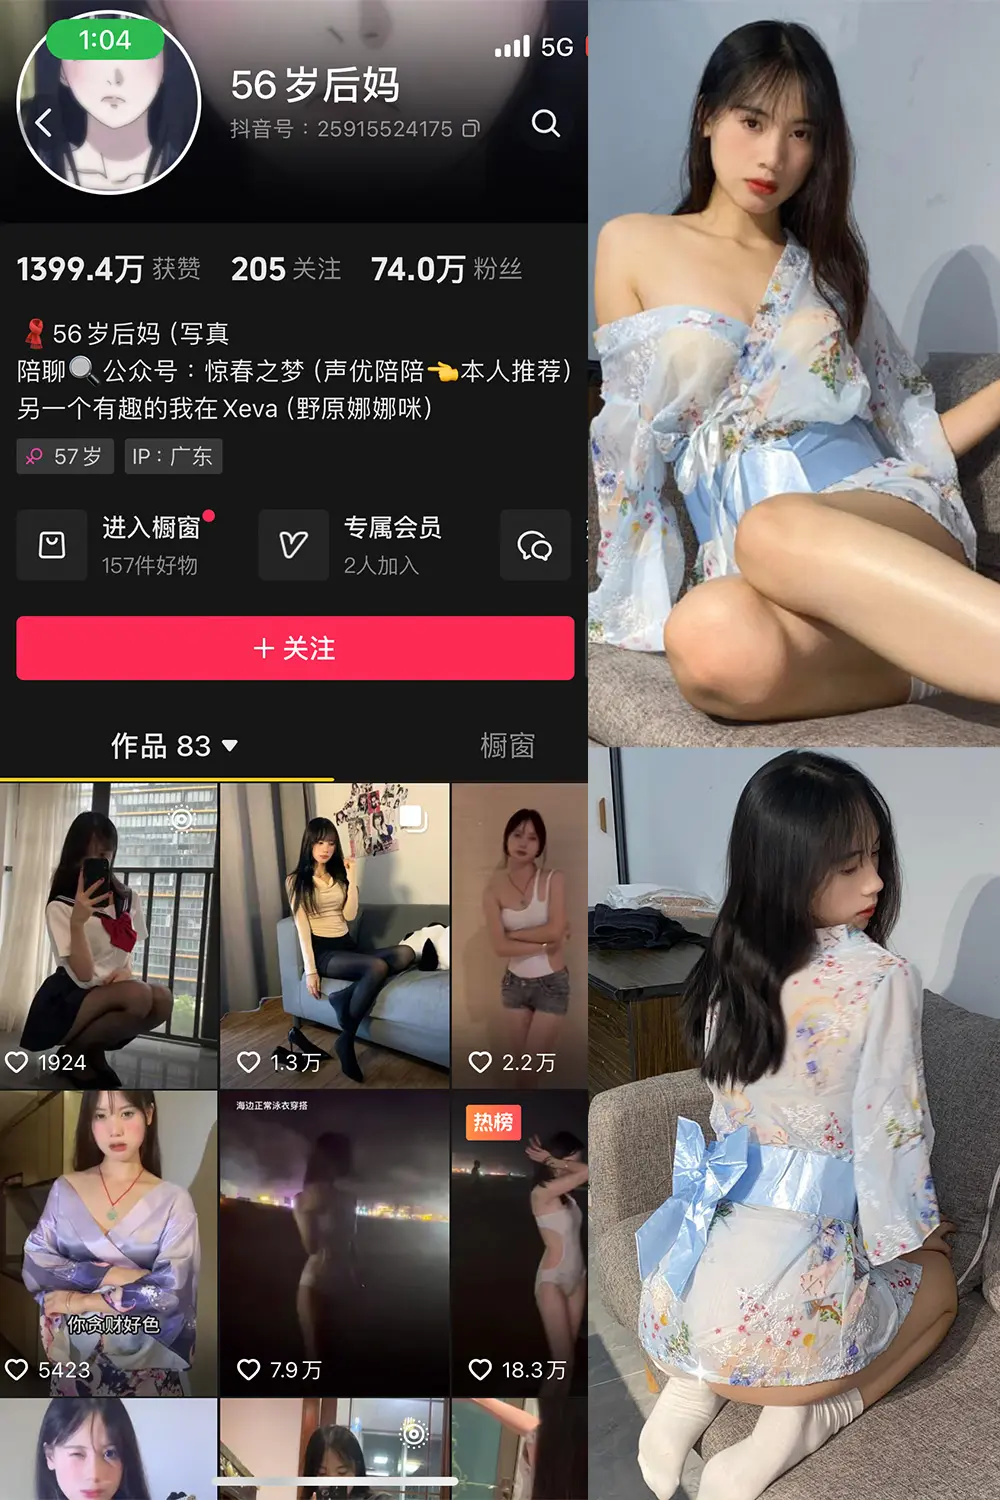 1:04
5G
56岁后妈
抖音号：25915524175
1399.4万 获赞 205 关注 74.0万 粉丝
56岁后妈（写真
陪聊🔍公众号：惊春之梦（声优陪陪👈本人推荐）
另一个有趣的我在Xeva（野原娜娜咪）
57岁 IP：广东
进入橱窗 专属会员
157件好物 2人加入
+ 关注
作品 83 橱窗
1924 1.3万 2.2万
海边正常泳衣穿搭
热榜
你贪财好色
5423 7.9万 18.3万